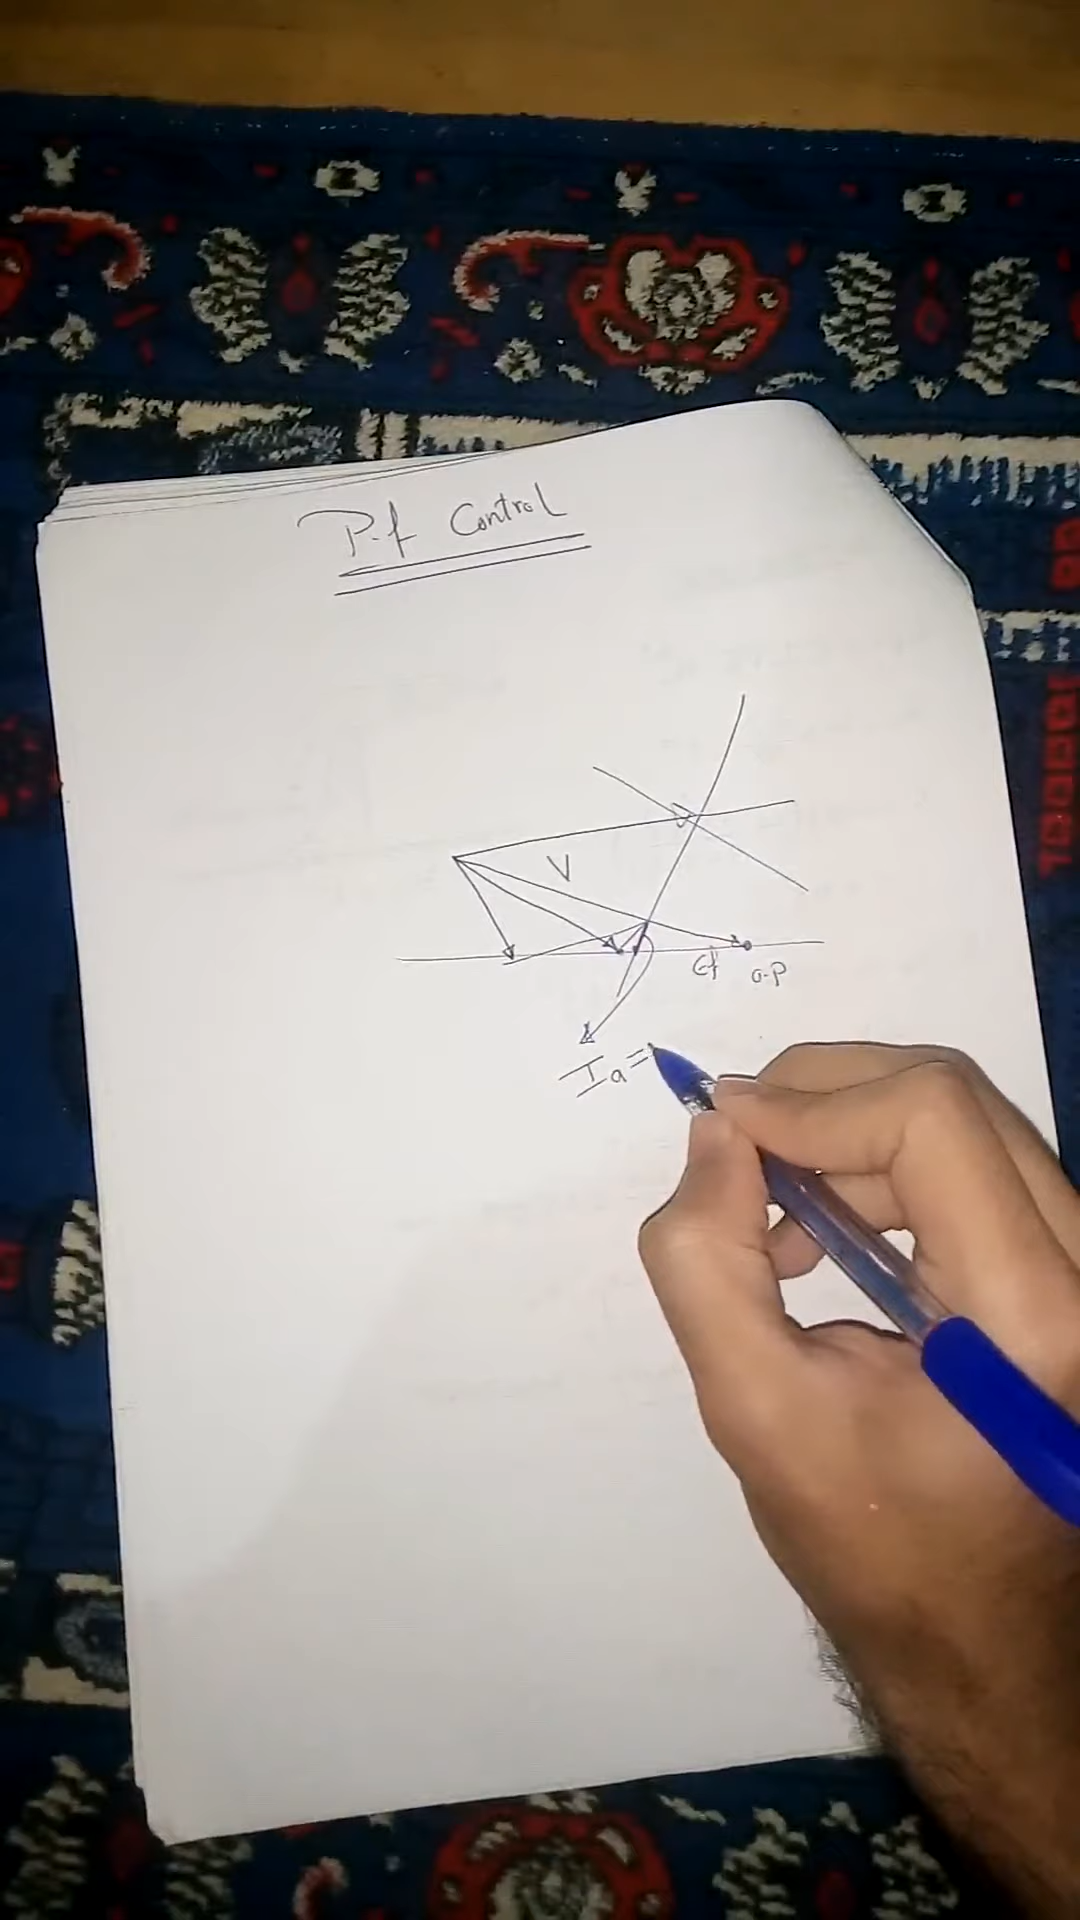 P.f Control
V
Ef
o.p
Ia =